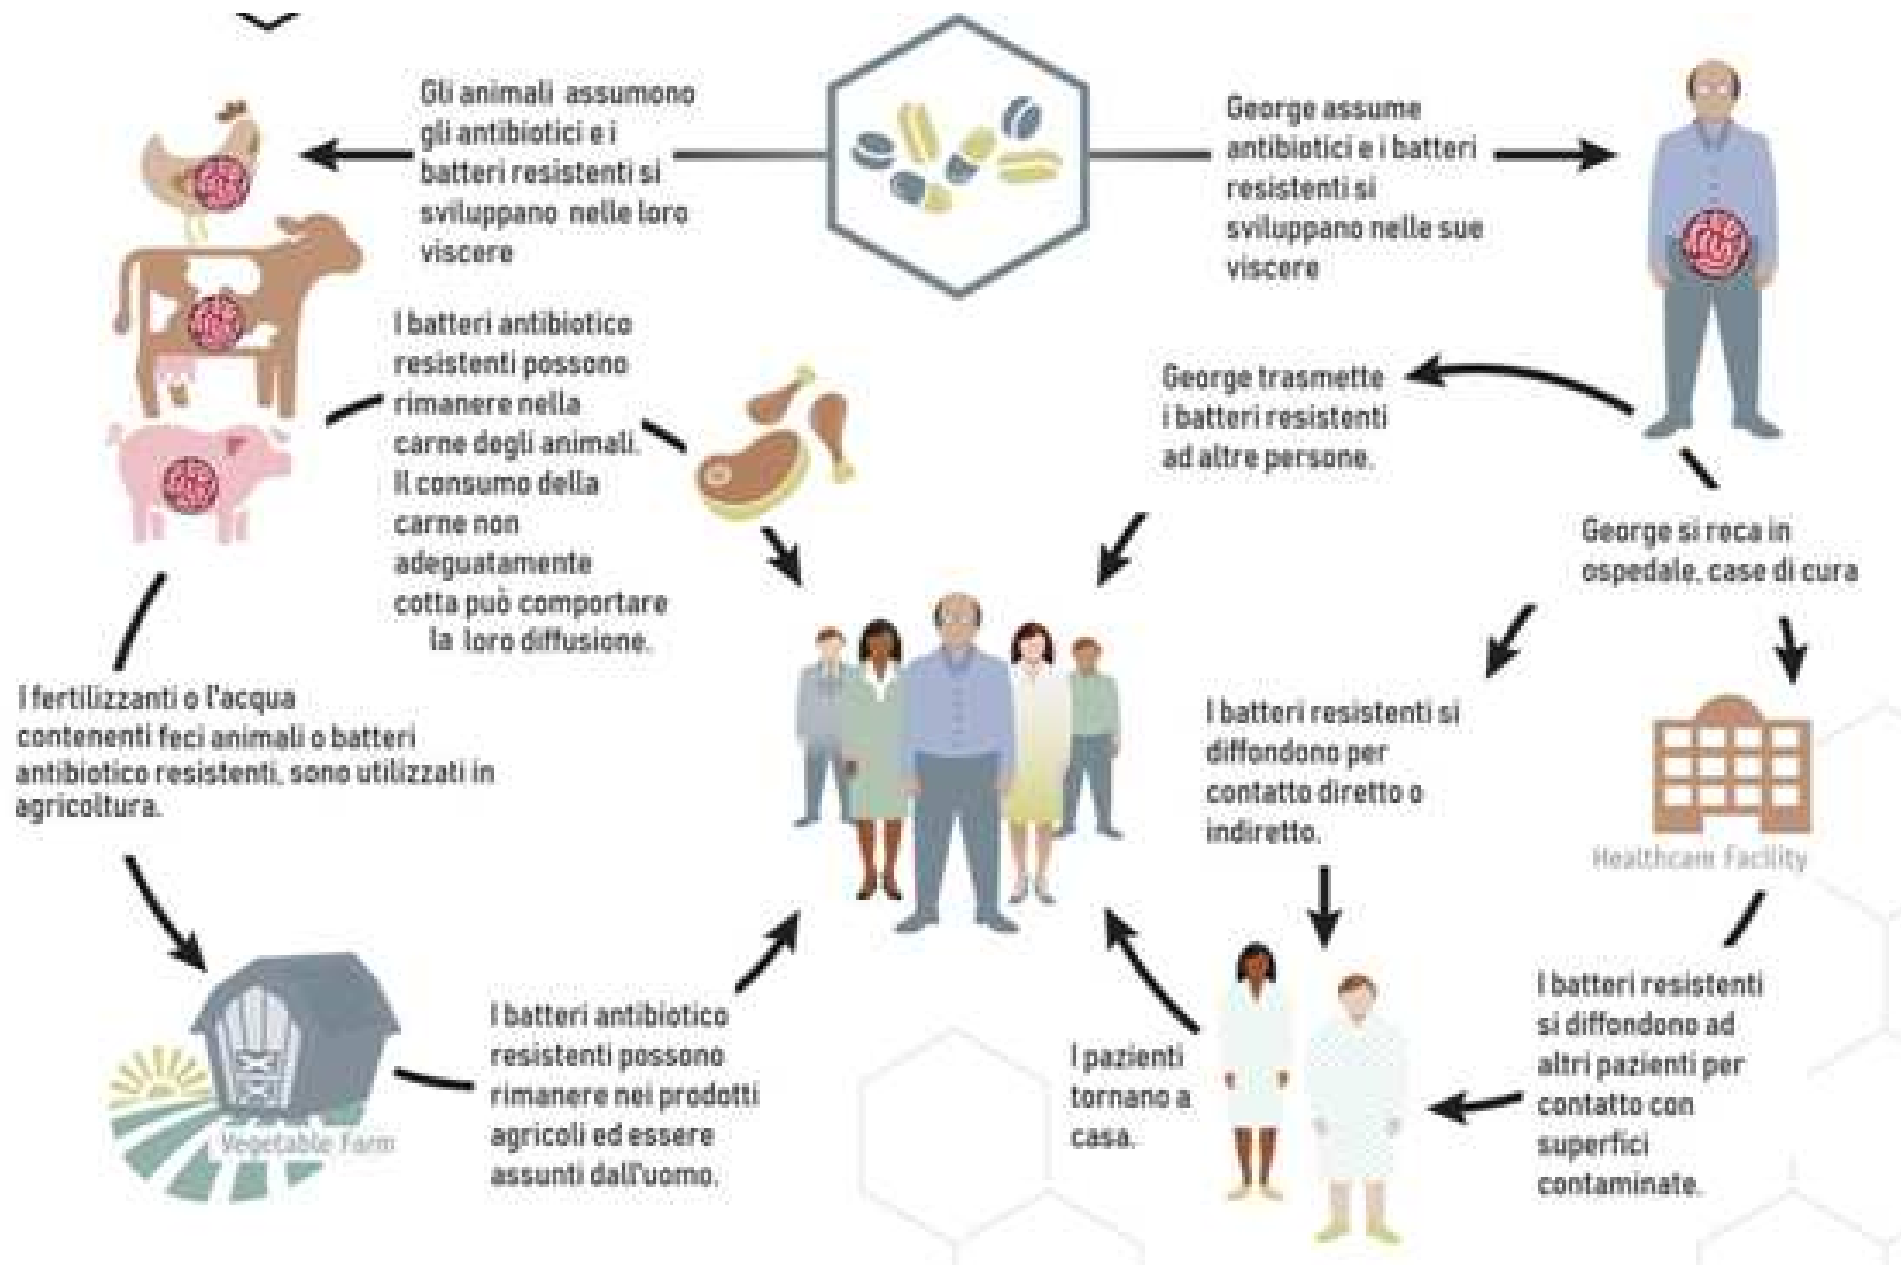 Gli animali assumono
gli antibiotici e i
batteri resistenti si
sviluppano nelle loro
viscere
George assume
antibiotici e i batteri
resistenti si
sviluppano nelle sue
viscere
I batteri antibiotico
resistenti possono
rimanere nella
carne degli animali.
Il consumo della
carne non
adeguatamente
cotta può comportare
la loro diffusione.
George trasmette
i batteri resistenti
ad altre persone.
George si reca in
ospedale, case di cura
I fertilizzanti o l'acqua
contenenti feci animali o batteri
antibiotico resistenti, sono utilizzati in
agricoltura.
I batteri resistenti si
diffondono per
contatto diretto o
indiretto.
Healthcare Facility
Vegetable Farm
I batteri antibiotico
resistenti possono
rimanere nei prodotti
agricoli ed essere
assunti dall'uomo.
I pazienti
tornano a
casa.
I batteri resistenti
si diffondono ad
altri pazienti per
contatto con
superfici
contaminate.